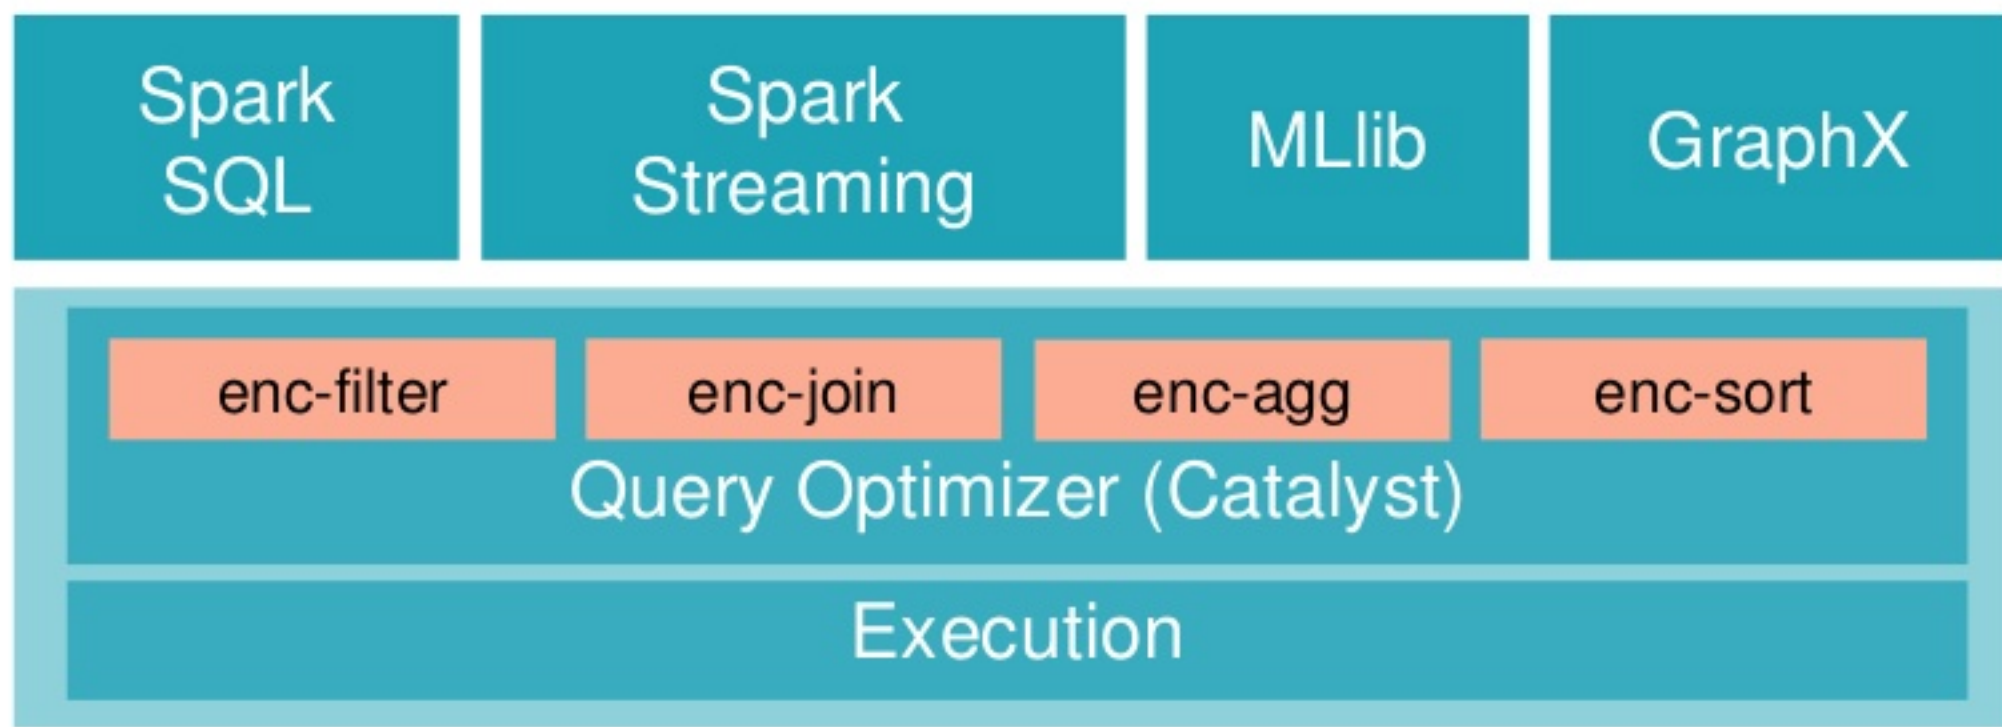 Spark
SQL
Spark
Streaming
MLlib
GraphX
enc-filter
enc-join
enc-agg
enc-sort
Query Optimizer (Catalyst)
Execution